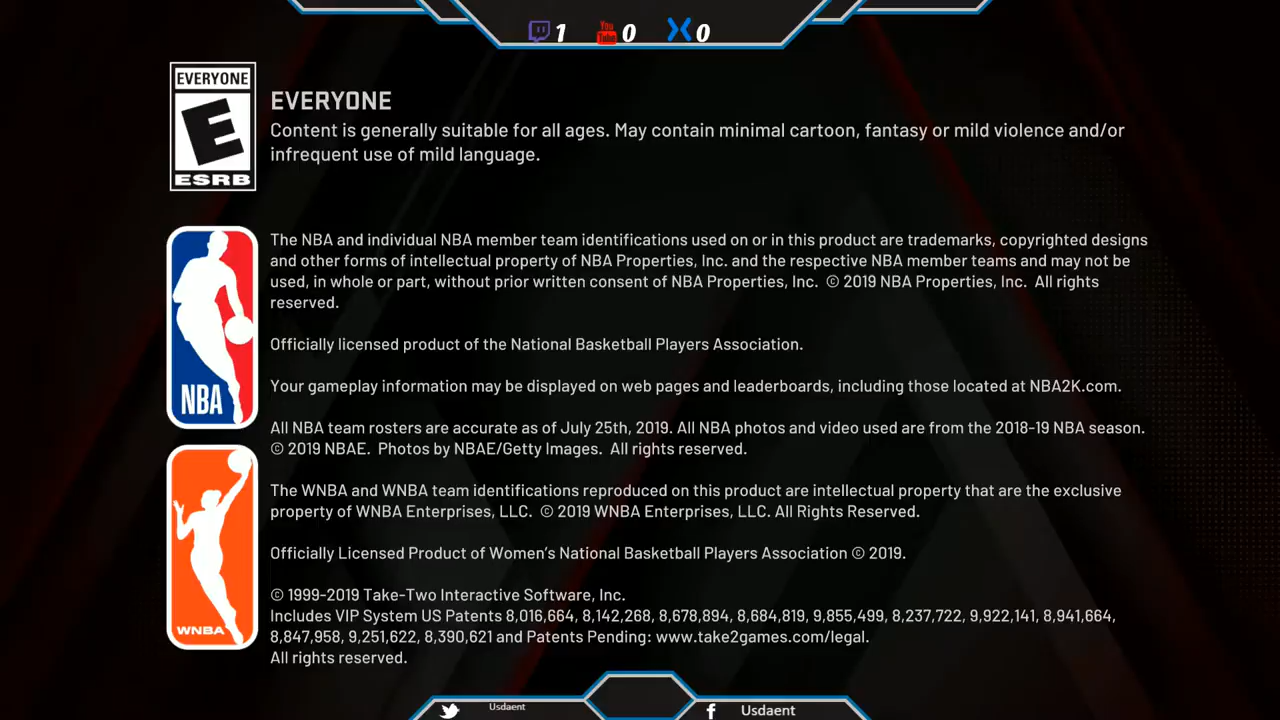 1 You Tube 0 0
EVERYONE
E
ESRB
EVERYONE
Content is generally suitable for all ages. May contain minimal cartoon, fantasy or mild violence and/or
infrequent use of mild language.
NBA
The NBA and individual NBA member team identifications used on or in this product are trademarks, copyrighted designs
and other forms of intellectual property of NBA Properties, Inc. and the respective NBA member teams and may not be
used, in whole or part, without prior written consent of NBA Properties, Inc. © 2019 NBA Properties, Inc. All rights
reserved.
Officially licensed product of the National Basketball Players Association.
Your gameplay information may be displayed on web pages and leaderboards, including those located at NBA2K.com.
All NBA team rosters are accurate as of July 25th, 2019. All NBA photos and video used are from the 2018-19 NBA season.
© 2019 NBAE. Photos by NBAE/Getty Images. All rights reserved.
WNBA
The WNBA and WNBA team identifications reproduced on this product are intellectual property that are the exclusive
property of WNBA Enterprises, LLC. © 2019 WNBA Enterprises, LLC. All Rights Reserved.
Officially Licensed Product of Women's National Basketball Players Association © 2019.
© 1999-2019 Take-Two Interactive Software, Inc.
Includes VIP System US Patents 8,016,664, 8,142,268, 8,678,894, 8,684,819, 9,855,499, 8,237,722, 9,922,141, 8,941,664,
8,847,958, 9,251,622, 8,390,621 and Patents Pending: www.take2games.com/legal.
All rights reserved.
Usdaent
Usdaent